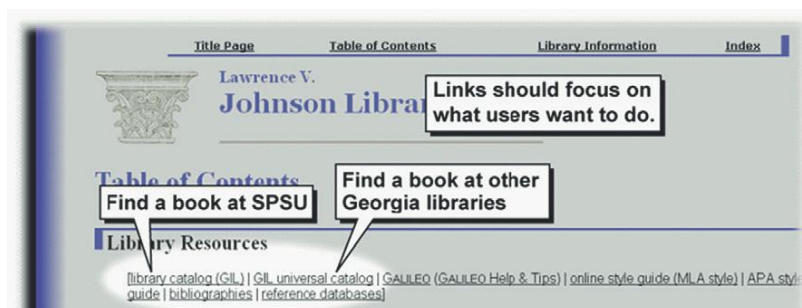 Title Page Table of Contents Library Information Index
Lawrence V.
Johnson Librar
Links should focus on
what users want to do.
Table of Contents
Find a book at SPSU
Find a book at other
Georgia libraries
Library Resources
[library catalog (GIL) | GIL universal catalog | GALILEO (GALILEO Help & Tips) | online style guide (MLA style) | APA style
guide | bibliographies | reference databases]